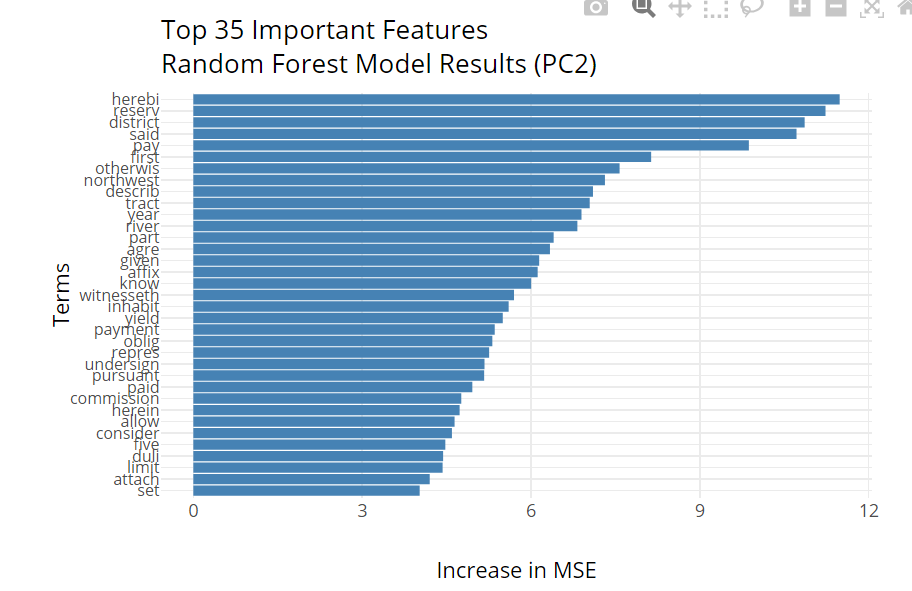 Top 35 Important Features
Random Forest Model Results (PC2)
herebi
reserv
district
said
pay
first
otherwis
northwest
describ
tract
year
river
part
agre
given
affix
know
witnesseth
inhabit
yield
payment
oblig
repres
undersign
pursuant
paid
commission
herein
allow
consider
five
duli
limit
attach
set
Terms
0 3 6 9 12
Increase in MSE